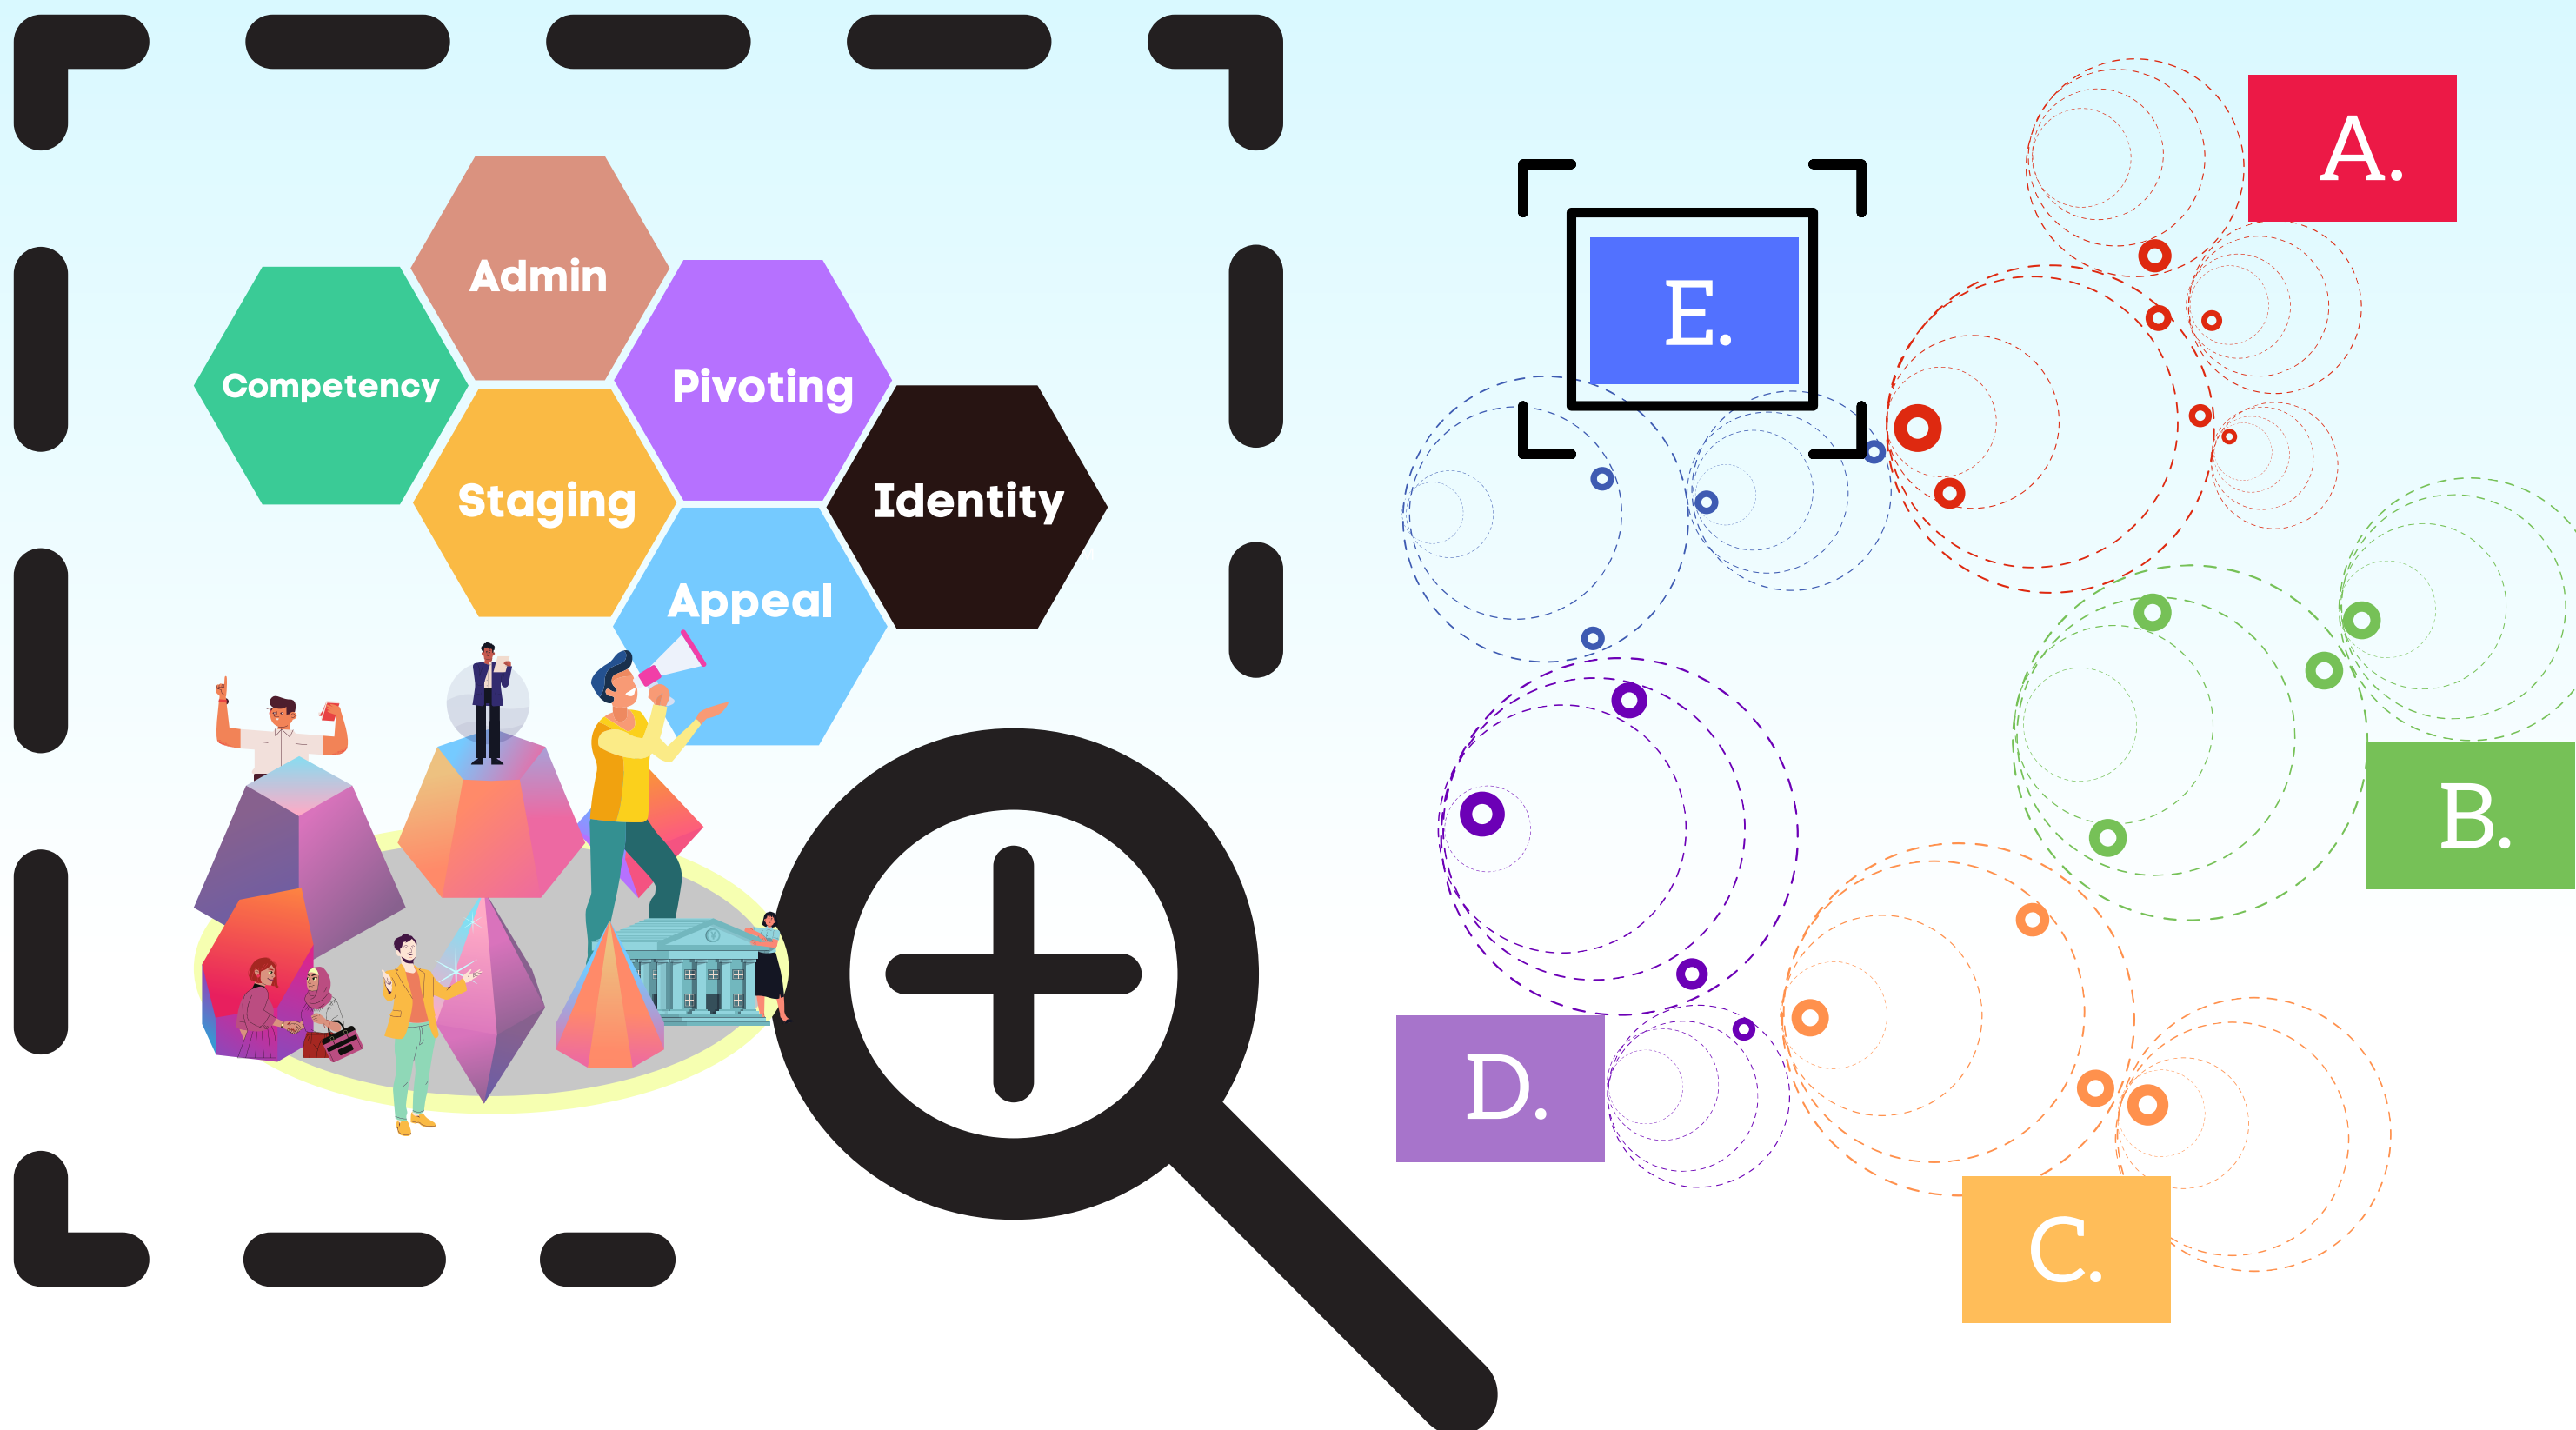 Admin
Competency
Pivoting
Staging
Identity
Appeal
A.
E.
B.
D.
C.